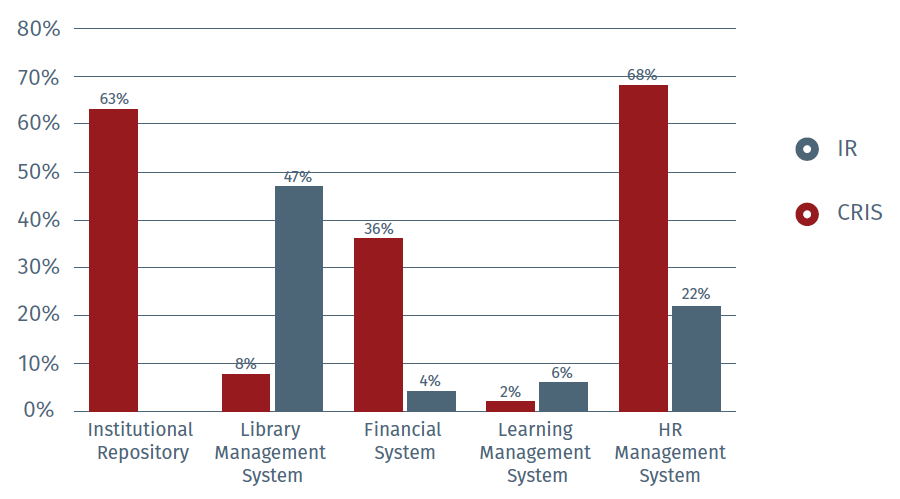 80%
70%
60%
50%
40%
30%
20%
10%
0%
63%
8%
47%
36%
4%
2%
6%
68%
22%
Institutional
Repository
Library
Management
System
Financial
System
Learning
Management
System
HR
Management
System
IR
CRIS